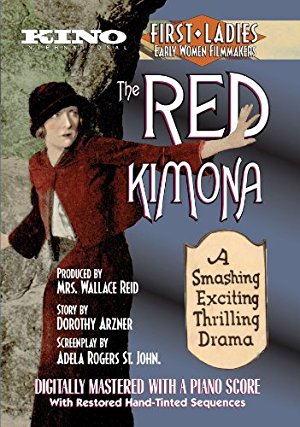 KINO
INTERNATIONAL
FIRST • LADIES
EARLY WOMEN FILMMAKERS
The
RED
KIMONA
PRODUCED BY
MRS. WALLACE REID
STORY BY
DOROTHY ARZNER
SCREENPLAY BY
ADELA ROGERS ST. JOHN.
A
Smashing
Exciting
Thrilling
Drama
DIGITALLY MASTERED WITH A PIANO SCORE
With Restored Hand-Tinted Sequences